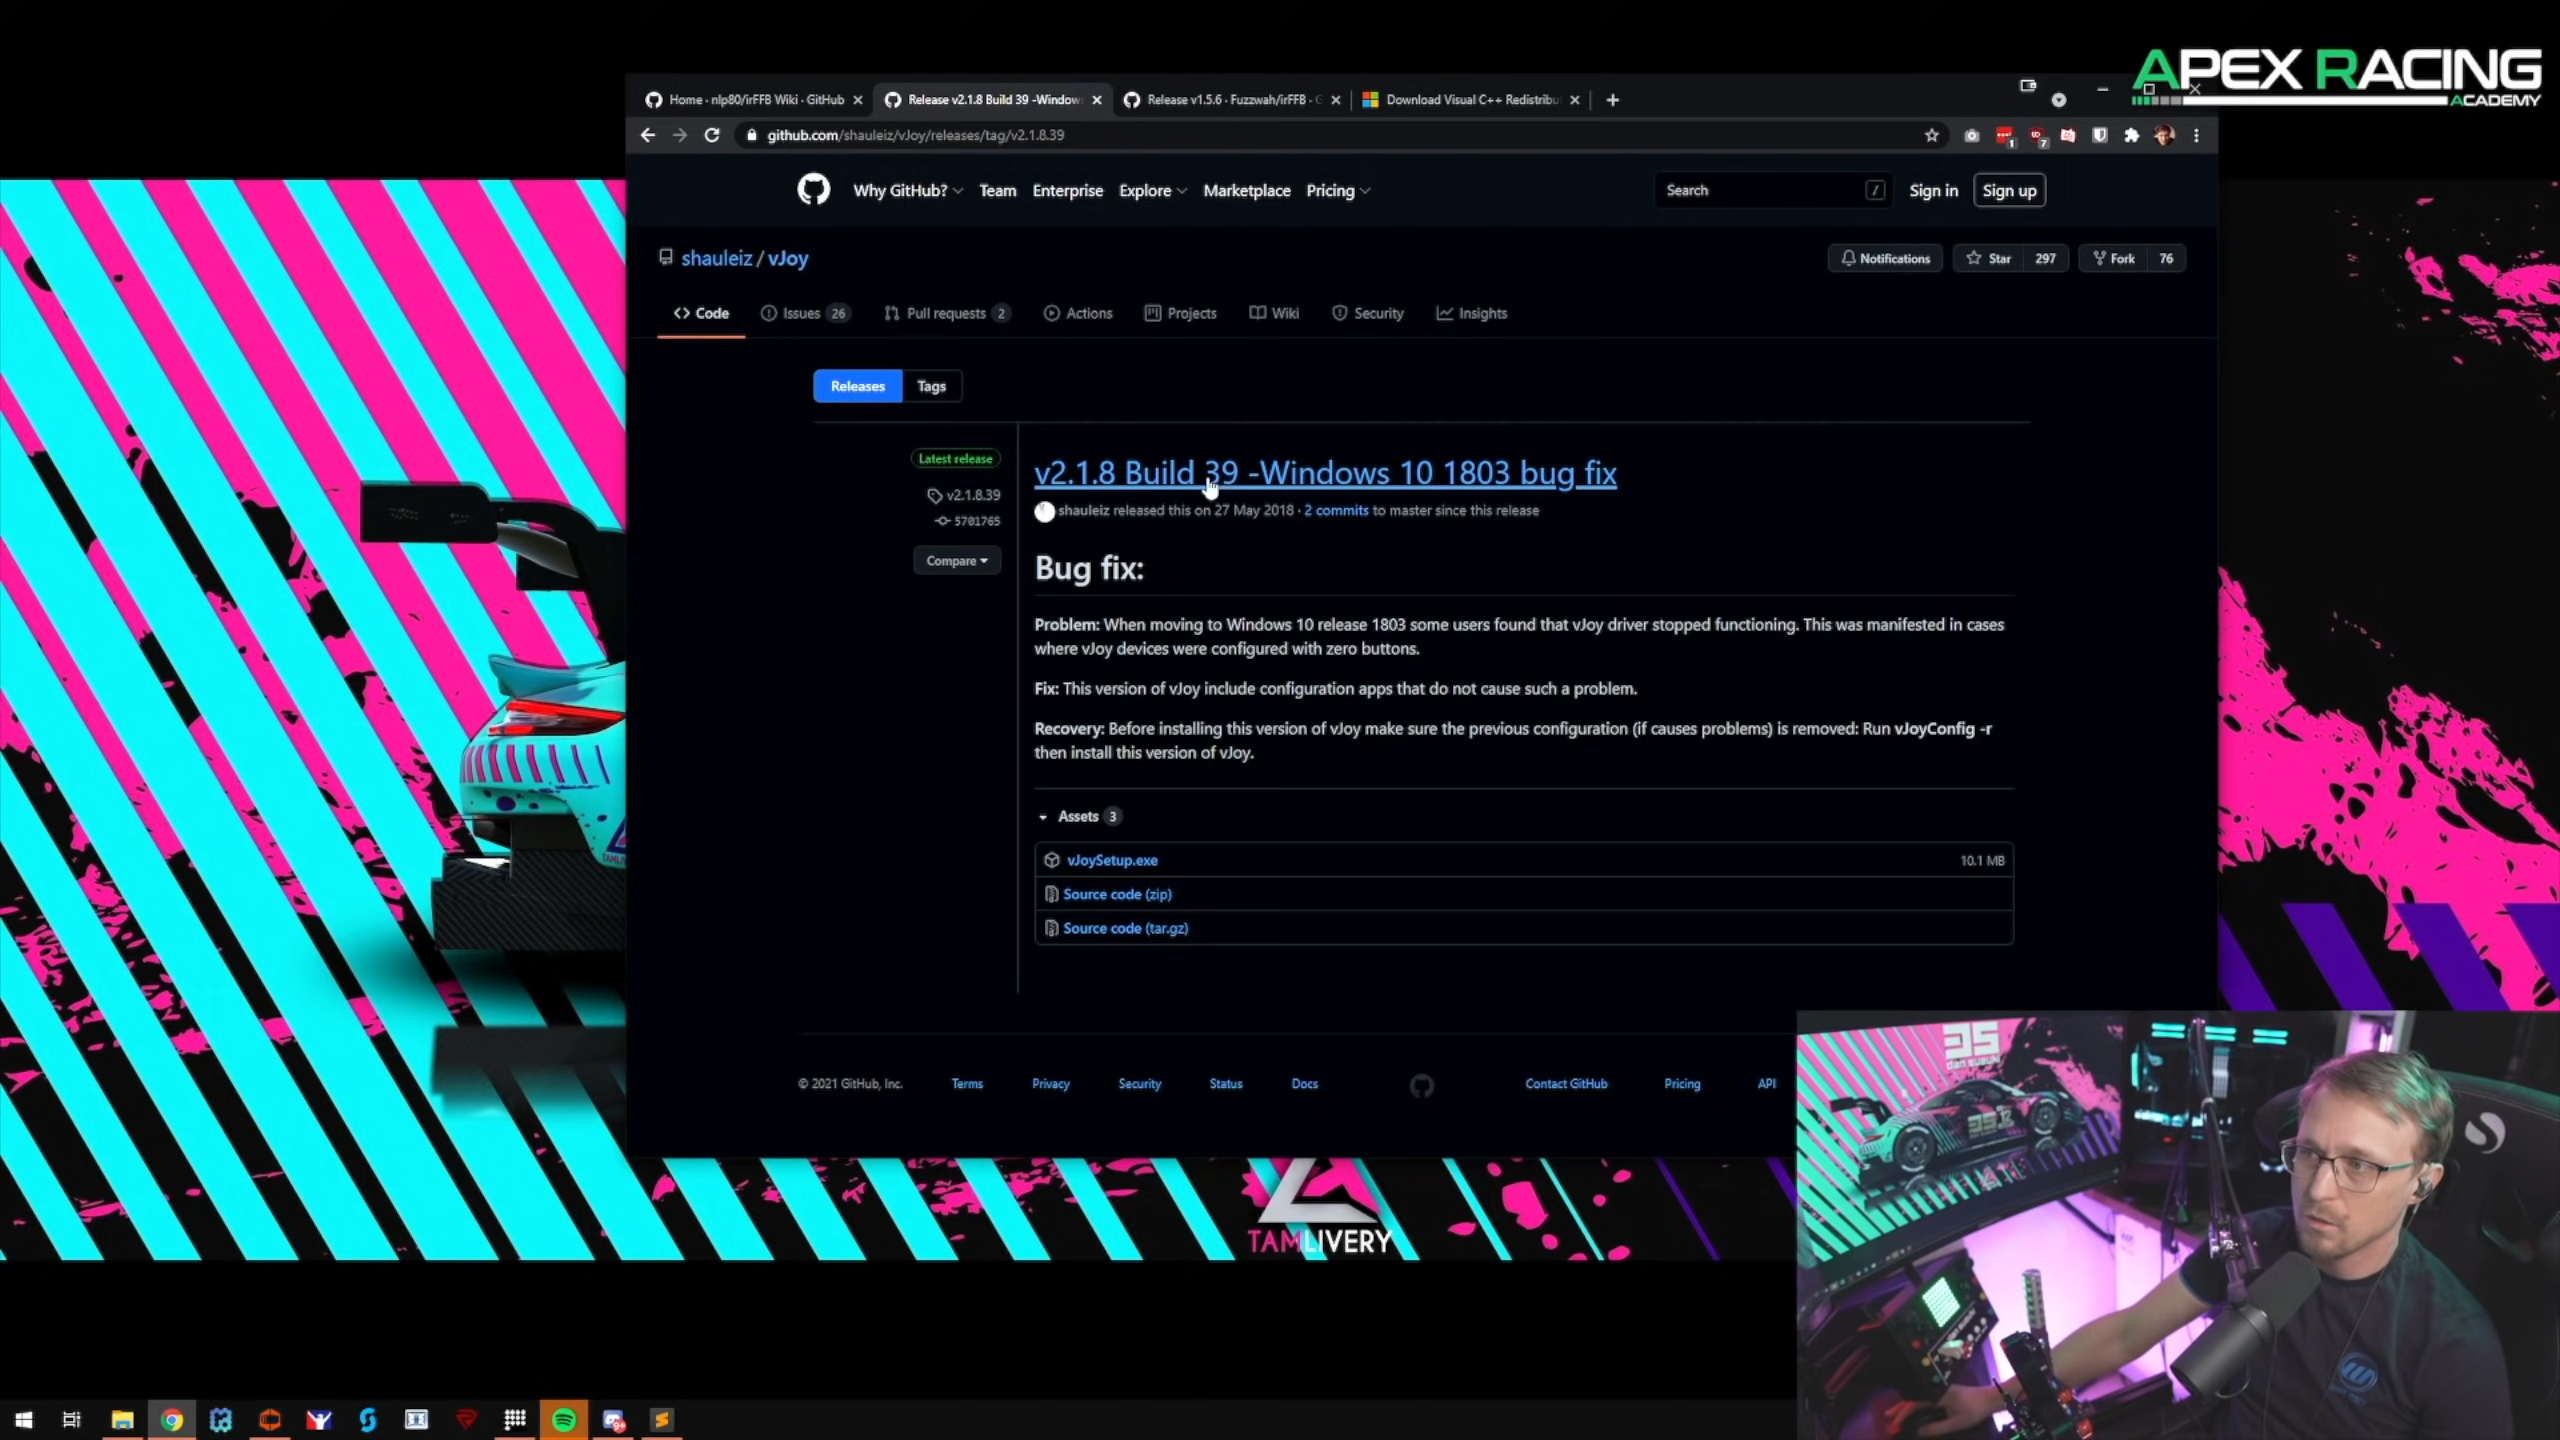 APEX RACING
ACADEMY
Home · nlp80/irFFB Wiki · GitHub
Release v2.1.8 Build 39 -Window
Release v1.5.6 · Fuzzwah/irFFB · G
Download Visual C++ Redistribu
github.com/shauleiz/vJoy/releases/tag/v2.1.8.39
Why GitHub?
Team
Enterprise
Explore
Marketplace
Pricing
Search
/
Sign in
Sign up
shauleiz / vJoy
Notifications
Star 297
Fork 76
Code
Issues 26
Pull requests 2
Actions
Projects
Wiki
Security
Insights
Releases
Tags
Latest release
v2.1.8.39
5701765
Compare
v2.1.8 Build 39 -Windows 10 1803 bug fix
shauleiz released this on 27 May 2018 · 2 commits to master since this release
Bug fix:
Problem: When moving to Windows 10 release 1803 some users found that vJoy driver stopped functioning. This was manifested in cases
where vJoy devices were configured with zero buttons.
Fix: This version of vJoy include configuration apps that do not cause such a problem.
Recovery: Before installing this version of vJoy make sure the previous configuration (if causes problems) is removed: Run vJoyConfig -r
then install this version of vJoy.
Assets 3
vJoySetup.exe 10.1 MB
Source code (zip)
Source code (tar.gz)
© 2021 GitHub, Inc.
Terms
Privacy
Security
Status
Docs
Contact GitHub
Pricing
API
TAMLIVERY